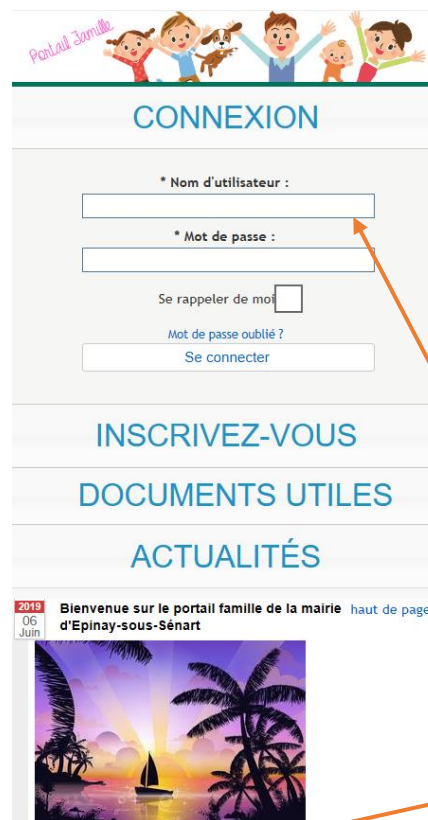 Portail Famille
CONNEXION
* Nom d'utilisateur :
* Mot de passe :
Se rappeler de moi
Mot de passe oublié ?
Se connecter
INSCRIVEZ-VOUS
DOCUMENTS UTILES
ACTUALITÉS
2019
06
Juin
Bienvenue sur le portail famille de la mairie
d'Epinay-sous-Sénart
haut de page